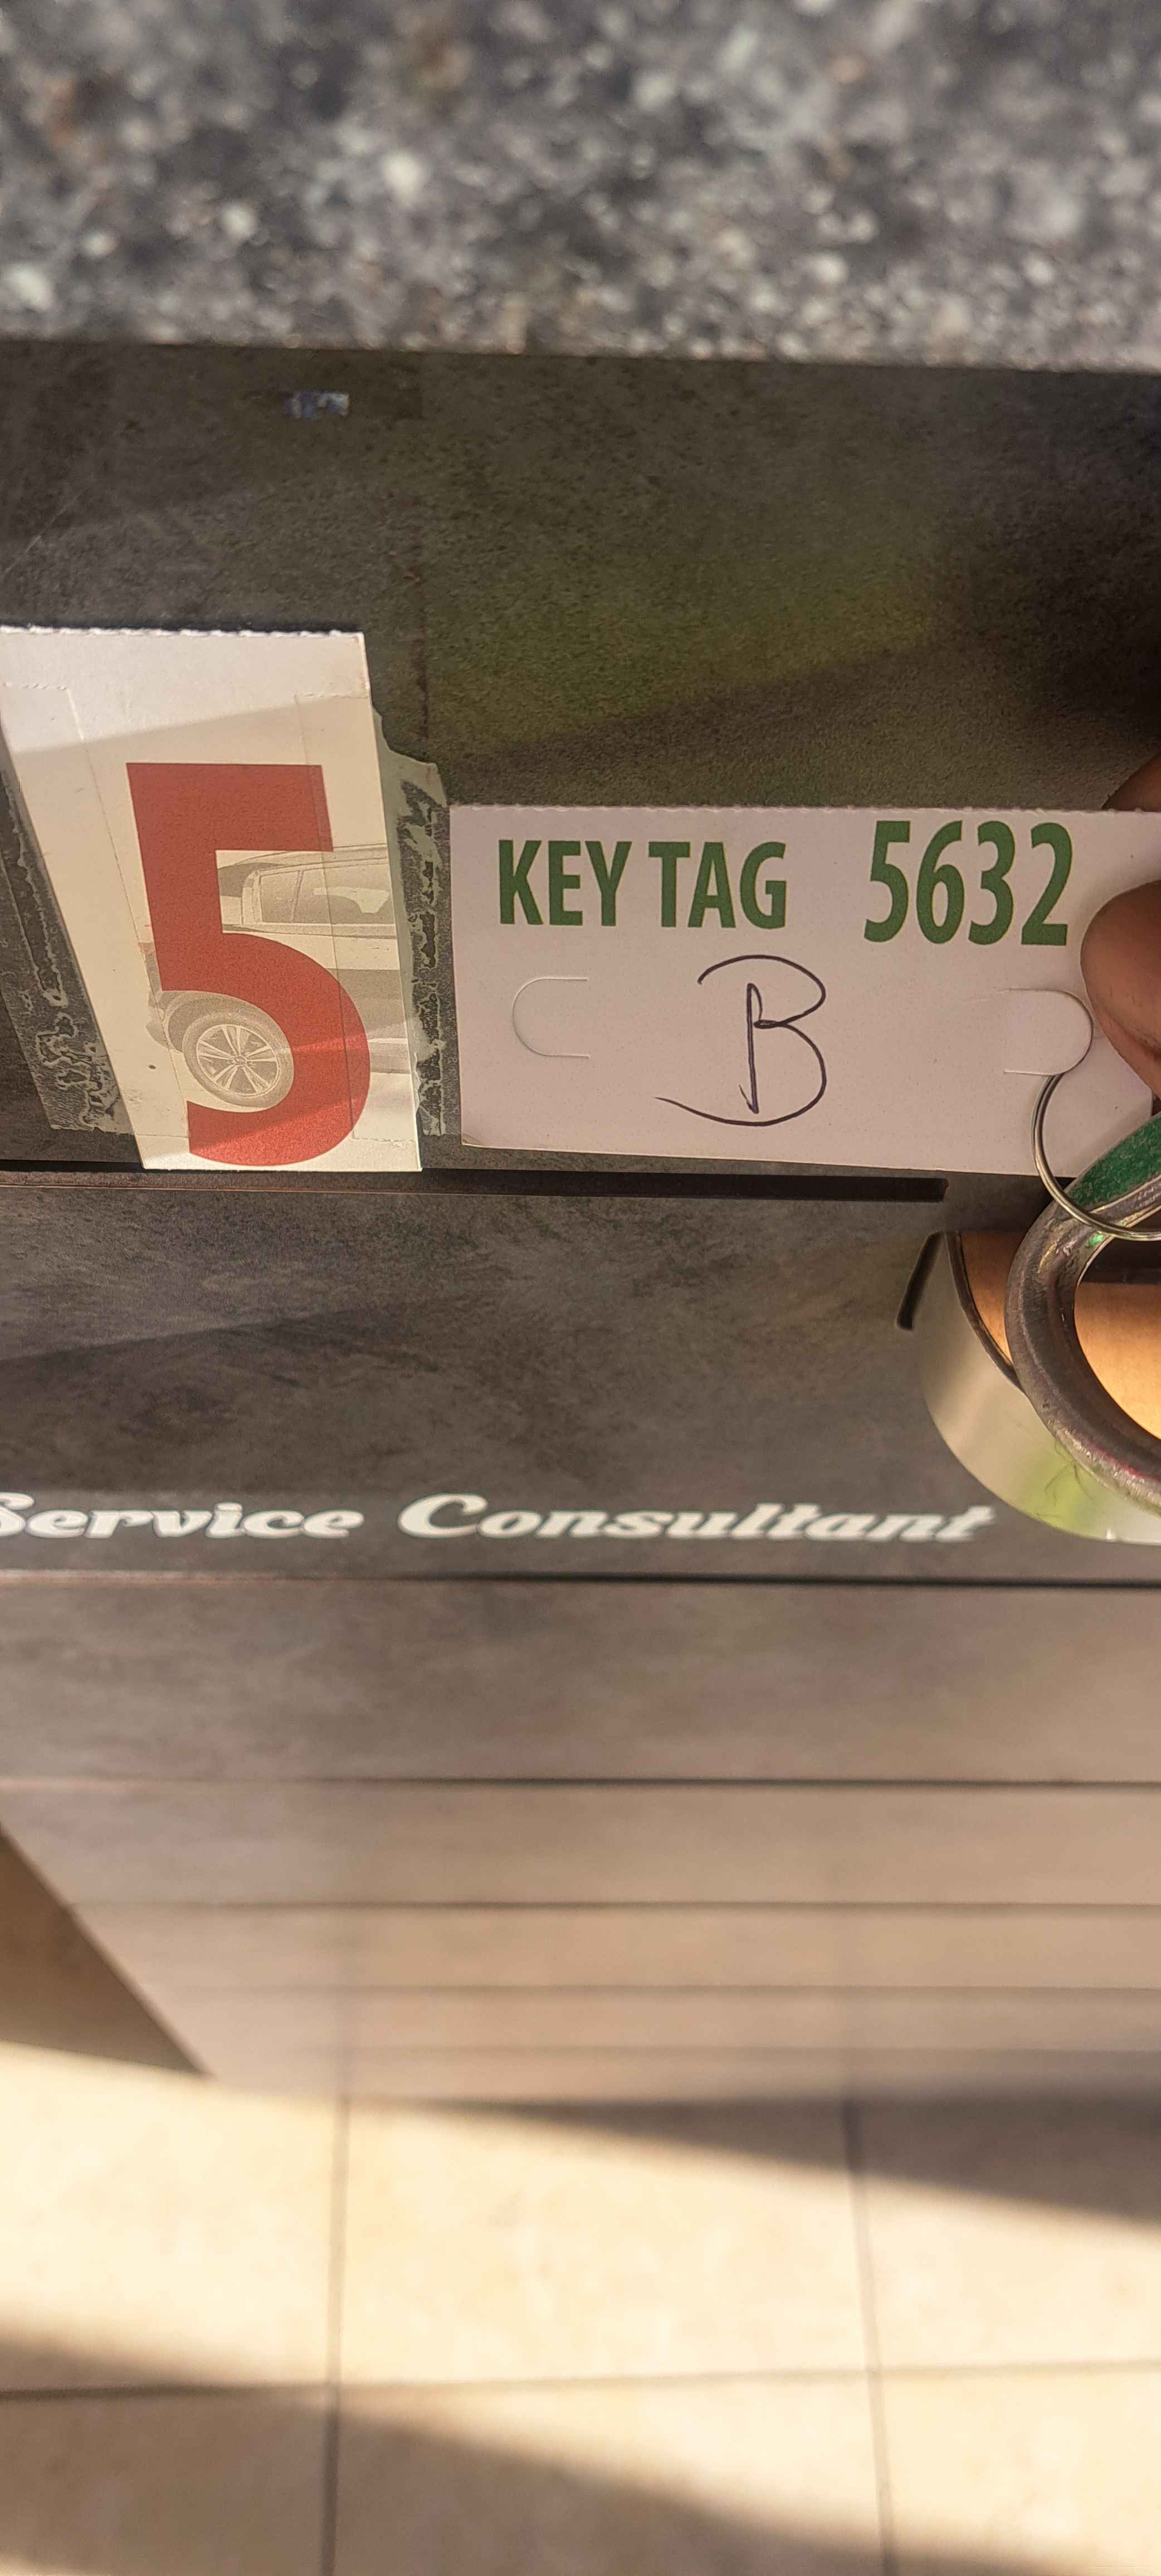 5
KEY TAG 5632
B
Service Consultant